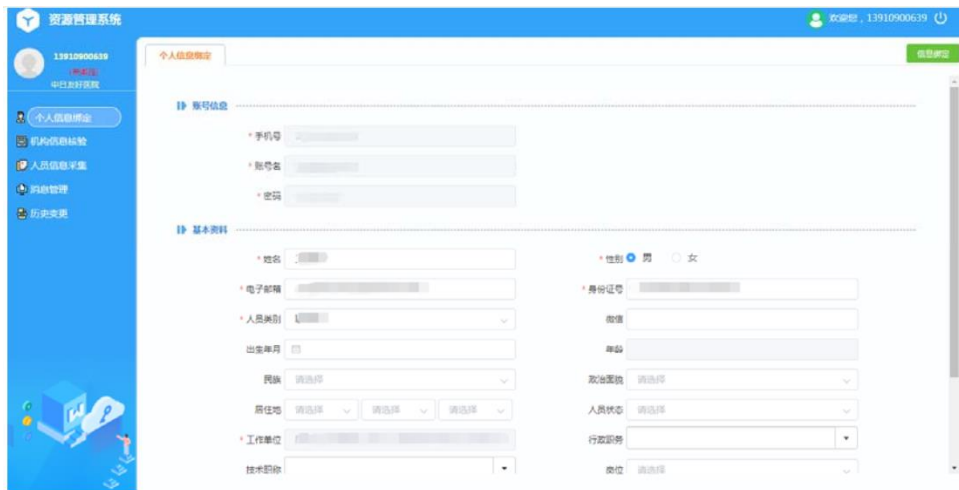 资源管理系统
欢迎您，13910900639
13910900639
中日友好医院
个人信息绑定
信息绑定
个人信息绑定
机构信息核验
人员信息采集
消息管理
历史变更
账号信息
* 手机号
* 账号名
* 密码
基本资料
* 姓名
* 性别 男 女
* 电子邮箱
* 身份证号
* 人员类别
微信
出生年月
年龄
民族 请选择
政治面貌 请选择
居住地 请选择 请选择 请选择
人员状态 请选择
* 工作单位
行政职务
技术职称
岗位 请选择